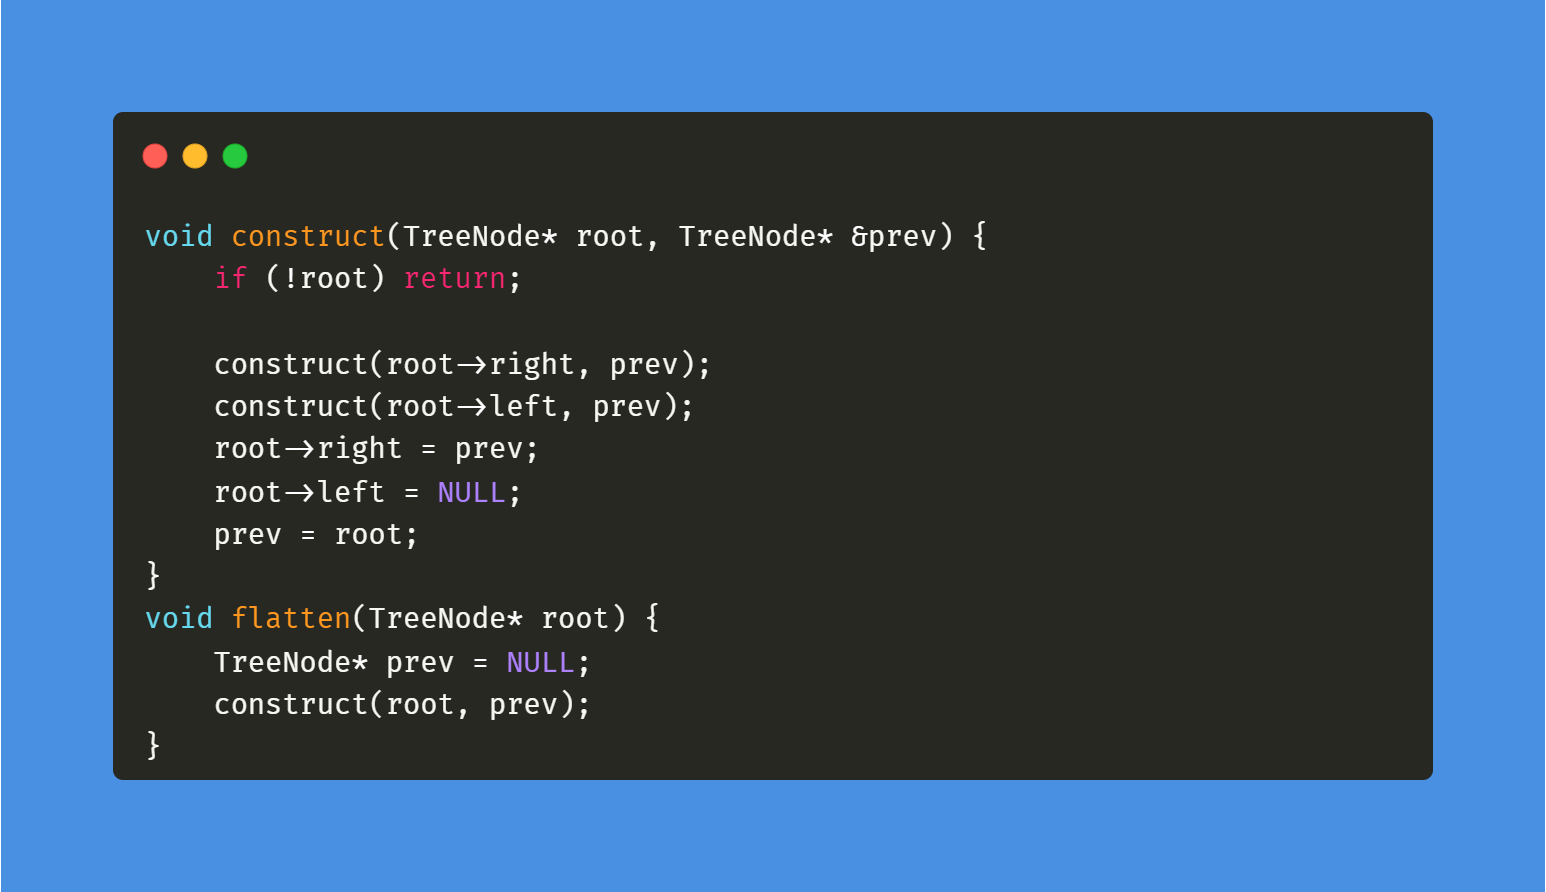 void construct(TreeNode* root, TreeNode* &prev) {
    if (!root) return;

    construct(root->right, prev);
    construct(root->left, prev);
    root->right = prev;
    root->left = NULL;
    prev = root;
}
void flatten(TreeNode* root) {
    TreeNode* prev = NULL;
    construct(root, prev);
}